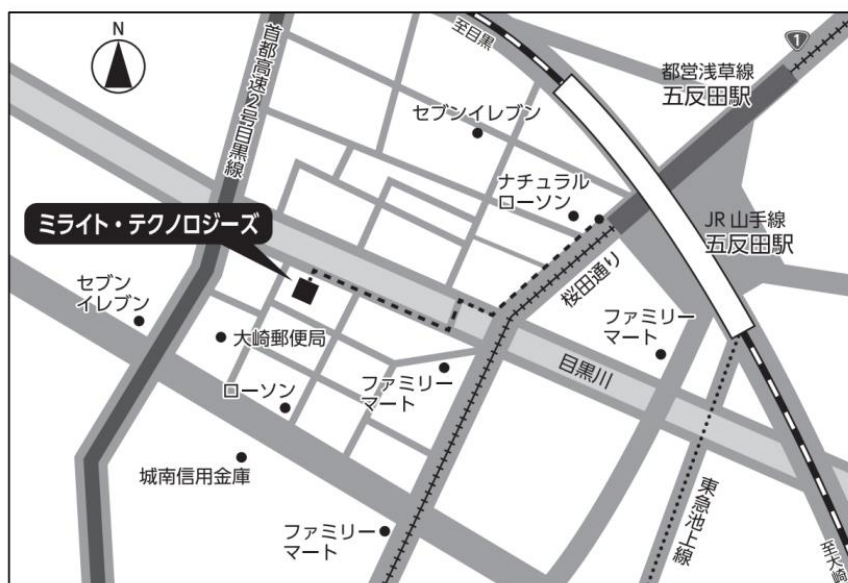 N
首都高速2号目黒線
至目黒
1
都営浅草線
五反田駅
セブンイレブン
ナチュラル
ローソン
ミライト・テクノロジーズ
JR山手線
五反田駅
桜田通り
セブン
イレブン
大崎郵便局
ファミリー
マート
ファミリー
マート
目黒川
ローソン
城南信用金庫
東急池上線
ファミリー
マート
至大崎